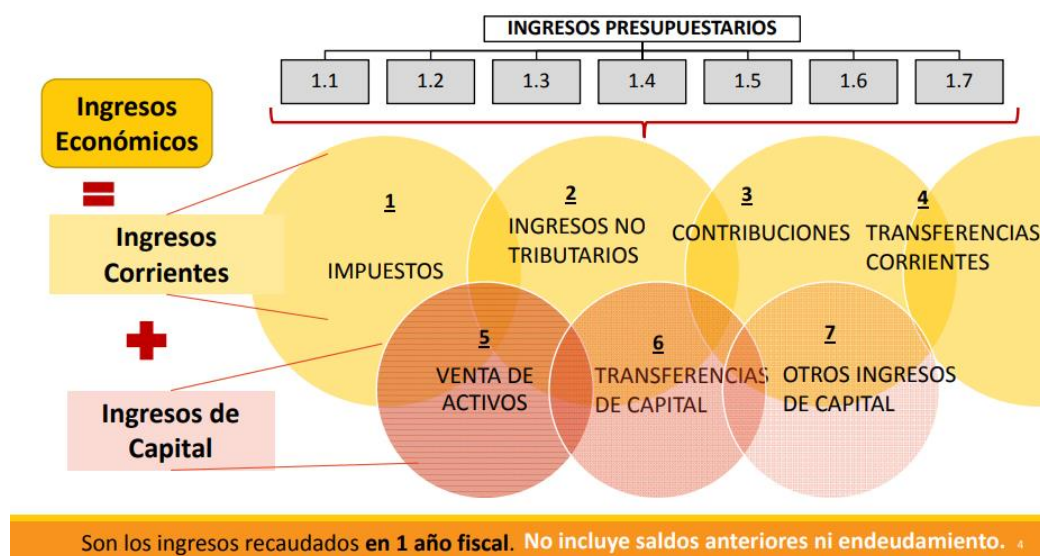 INGRESOS PRESUPUESTARIOS
1.1 1.2 1.3 1.4 1.5 1.6 1.7
Ingresos
Económicos
=
Ingresos
Corrientes
+
Ingresos de
Capital
1
IMPUESTOS
2
INGRESOS NO
TRIBUTARIOS
3
CONTRIBUCIONES
4
TRANSFERENCIAS
CORRIENTES
5
VENTA DE
ACTIVOS
6
TRANSFERENCIAS
DE CAPITAL
7
OTROS INGRESOS
DE CAPITAL
Son los ingresos recaudados en 1 año fiscal. No incluye saldos anteriores ni endeudamiento. 4